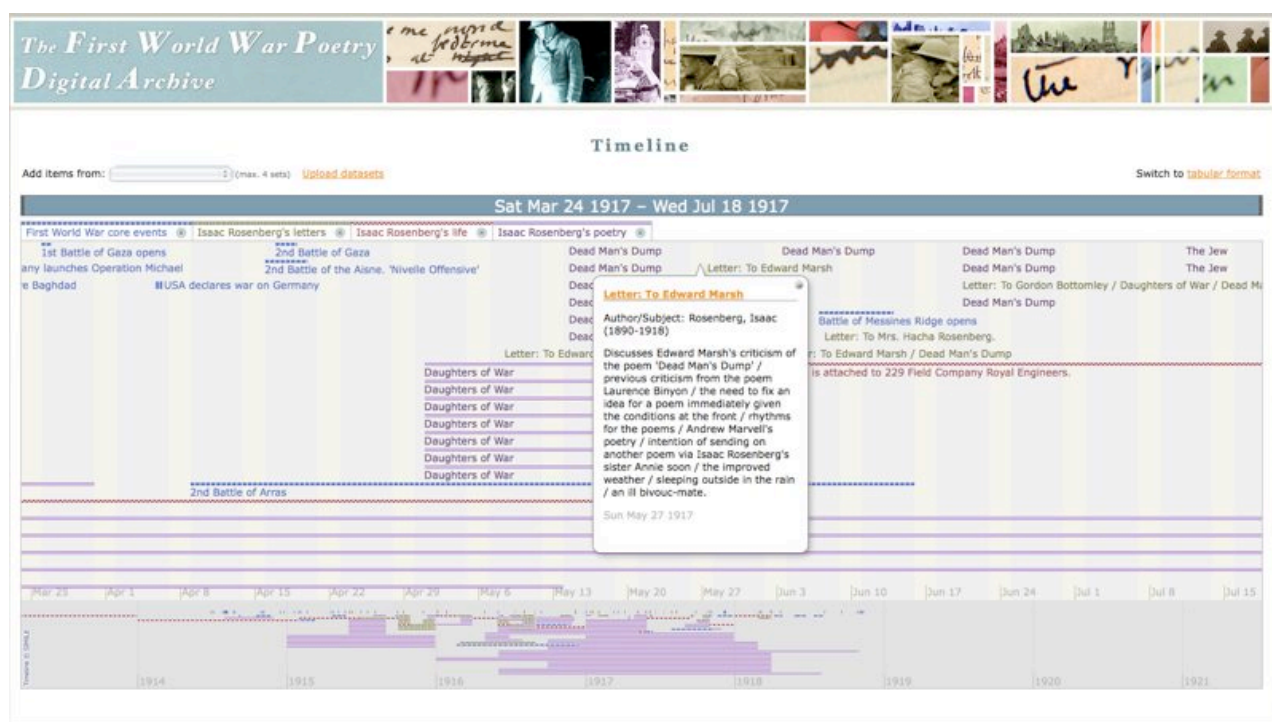 The First World War Poetry
Digital Archive
Timeline
Add items from:
(max. 4 sets) Upload datasets
Switch to tabular format
Sat Mar 24 1917 – Wed Jul 18 1917
First World War core events
Isaac Rosenberg's letters
Isaac Rosenberg's life
Isaac Rosenberg's poetry
1st Battle of Gaza opens
2nd Battle of Gaza
Dead Man's Dump
Dead Man's Dump
Dead Man's Dump
The Jew
any launches Operation Michael
2nd Battle of the Aisne. 'Nivelle Offensive'
Dead Man's Dump
Letter: To Edward Marsh
Dead Man's Dump
The Jew
e Baghdad
USA declares war on Germany
Dead
Letter: To Gordon Bottomley / Daughters of War / Dead Ma
Dead
Dead Man's Dump
Dead
Battle of Messines Ridge opens
Dead
Letter: To Mrs. Hacha Rosenberg.
Letter: To Edward
r: To Edward Marsh / Dead Man's Dump
Daughters of War
is attached to 229 Field Company Royal Engineers.
Daughters of War
Daughters of War
Daughters of War
Daughters of War
Daughters of War
Daughters of War
2nd Battle of Arras
Letter: To Edward Marsh
Author/Subject: Rosenberg, Isaac
(1890-1918)
Discusses Edward Marsh's criticism of
the poem 'Dead Man's Dump' /
previous criticism from the poem
Laurence Binyon / the need to fix an
idea for a poem immediately given
the conditions at the front / rhythms
for the poems / Andrew Marvell's
poetry / intention of sending on
another poem via Isaac Rosenberg's
sister Annie soon / the improved
weather / sleeping outside in the rain
/ an ill bivouc-mate.
Sun May 27 1917
Mar 25
Apr 1
Apr 8
Apr 15
Apr 22
Apr 29
May 6
May 13
May 20
May 27
Jun 3
Jun 10
Jun 17
Jun 24
Jul 1
Jul 8
Jul 15
Timeline © SIMILE
1914
1915
1916
1917
1918
1919
1920
1921